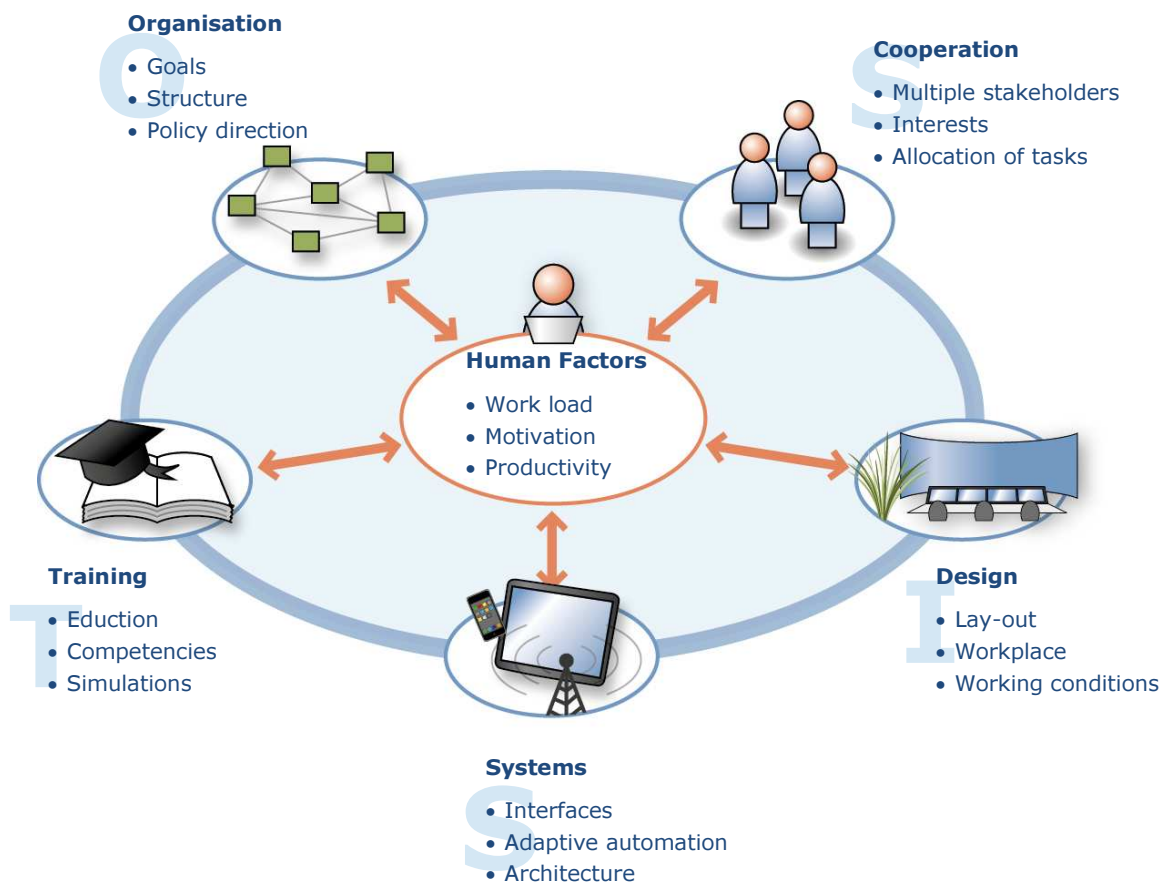 O
Organisation
• Goals
• Structure
• Policy direction
S
Cooperation
• Multiple stakeholders
• Interests
• Allocation of tasks
Human Factors
• Work load
• Motivation
• Productivity
T
Training
• Eduction
• Competencies
• Simulations
I
Design
• Lay-out
• Workplace
• Working conditions
S
Systems
• Interfaces
• Adaptive automation
• Architecture